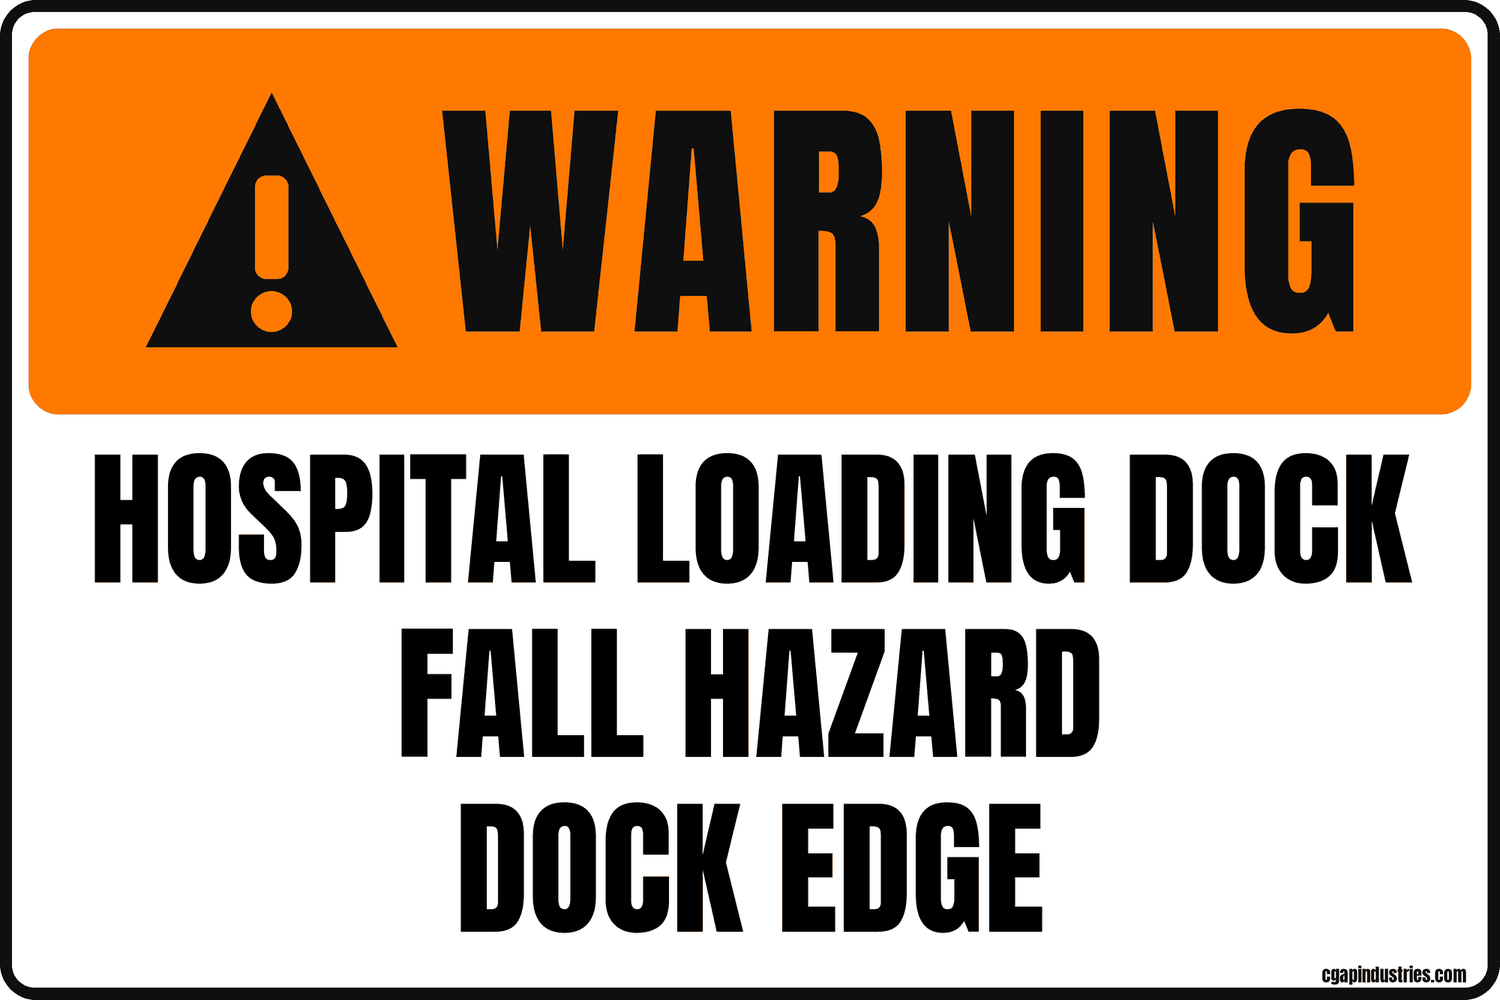 WARNING
HOSPITAL LOADING DOCK
FALL HAZARD
DOCK EDGE
cgapindustries.com